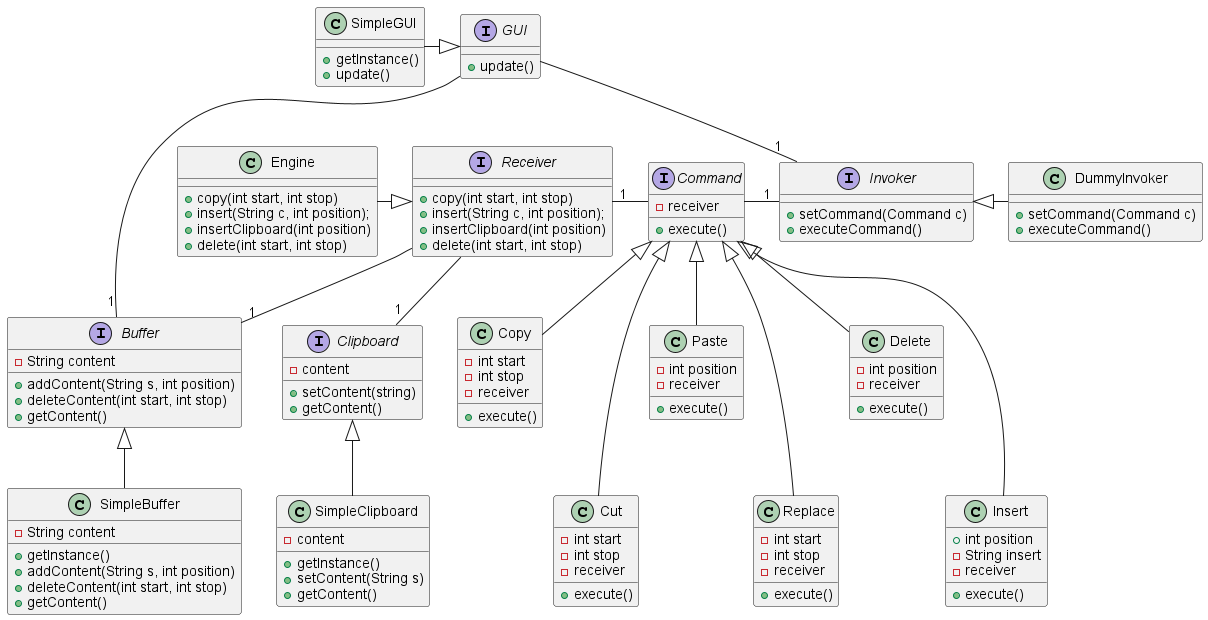 C SimpleGUI
getInstance()
update()
I GUI
update()
1
1
C Engine
copy(int start, int stop)
insert(String c, int position);
insertClipboard(int position)
delete(int start, int stop)
I Receiver
copy(int start, int stop)
insert(String c, int position);
insertClipboard(int position)
delete(int start, int stop)
1
I Command
receiver
execute()
1
I Invoker
setCommand(Command c)
executeCommand()
C DummyInvoker
setCommand(Command c)
executeCommand()
1
1
I Buffer
String content
addContent(String s, int position)
deleteContent(int start, int stop)
getContent()
I Clipboard
content
setContent(string)
getContent()
C Copy
int start
int stop
receiver
execute()
C Paste
int position
receiver
execute()
C Delete
int position
receiver
execute()
C SimpleBuffer
String content
getInstance()
addContent(String s, int position)
deleteContent(int start, int stop)
getContent()
C SimpleClipboard
content
getInstance()
setContent(String s)
getContent()
C Cut
int start
int stop
receiver
execute()
C Replace
int start
int stop
receiver
execute()
C Insert
int position
String insert
receiver
execute()